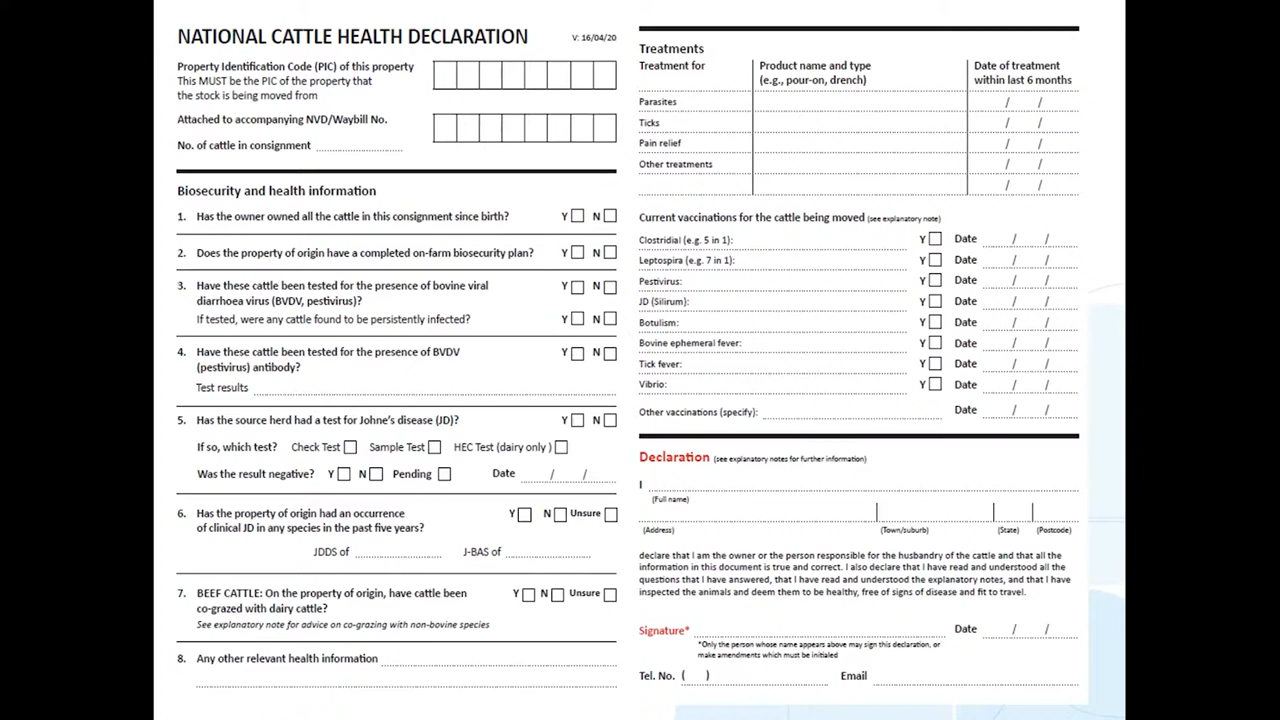 NATIONAL CATTLE HEALTH DECLARATION V: 16/04/20
Property Identification Code (PIC) of this property
This MUST be the PIC of the property that
the stock is being moved from
Attached to accompanying NVD/Waybill No.
No. of cattle in consignment
Biosecurity and health information
1. Has the owner owned all the cattle in this consignment since birth? Y N
2. Does the property of origin have a completed on-farm biosecurity plan? Y N
3. Have these cattle been tested for the presence of bovine viral Y N
diarrhoea virus (BVDV, pestivirus)?
If tested, were any cattle found to be persistently infected? Y N
4. Have these cattle been tested for the presence of BVDV Y N
(pestivirus) antibody?
Test results
5. Has the source herd had a test for Johne's disease (JD)? Y N
If so, which test? Check Test Sample Test HEC Test (dairy only )
Was the result negative? Y N Pending Date / /
6. Has the property of origin had an occurrence Y N Unsure
of clinical JD in any species in the past five years?
JDDS of J-BAS of
7. BEEF CATTLE: On the property of origin, have cattle been Y N Unsure
co-grazed with dairy cattle?
See explanatory note for advice on co-grazing with non-bovine species
8. Any other relevant health information
Treatments
Treatment for Product name and type Date of treatment
(e.g., pour-on, drench) within last 6 months
Parasites / /
Ticks / /
Pain relief / /
Other treatments / /
/ /
Current vaccinations for the cattle being moved (see explanatory note)
Clostridial (e.g. 5 in 1): Y Date / /
Leptospira (e.g. 7 in 1): Y Date / /
Pestivirus: Y Date / /
JD (Silirum): Y Date / /
Botulism: Y Date / /
Bovine ephemeral fever: Y Date / /
Tick fever: Y Date / /
Vibrio: Y Date / /
Other vaccinations (specify): Date / /
Declaration (see explanatory notes for further information)
I
(Full name)
(Address) (Town/suburb) (State) (Postcode)
declare that I am the owner or the person responsible for the husbandry of the cattle and that all the
information in this document is true and correct. I also declare that I have read and understood all the
questions that I have answered, that I have read and understood the explanatory notes, and that I have
inspected the animals and deem them to be healthy, free of signs of disease and fit to travel.
Signature* Date / /
*Only the person whose name appears above may sign this declaration, or
make amendments which must be initialed
Tel. No. ( ) Email